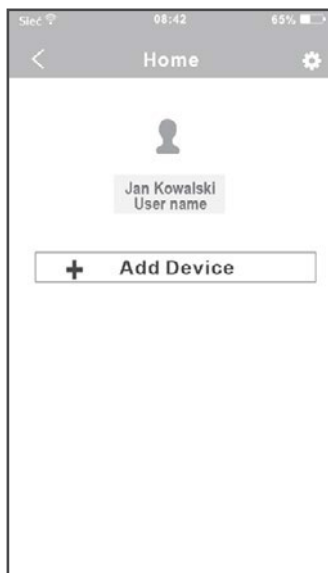 Sieć 08:42 65%
Home
Jan Kowalski
User name
+ Add Device